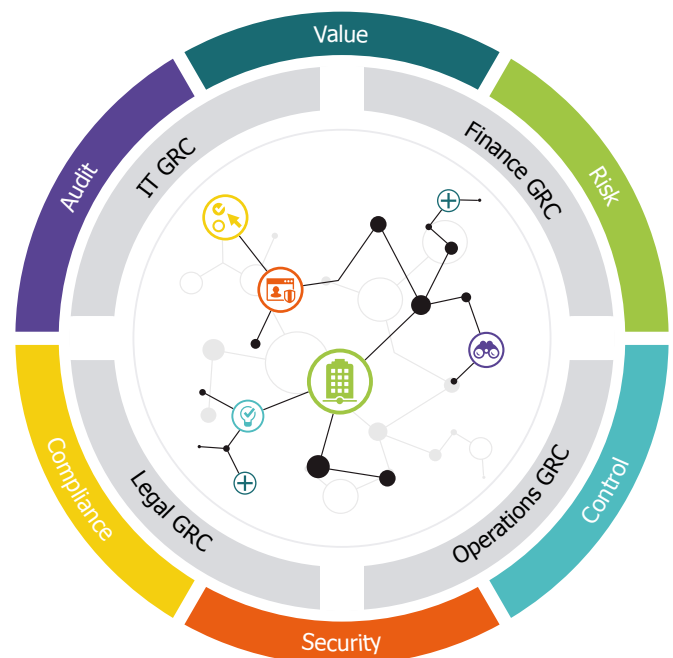 Value
Audit
IT GRC
Finance GRC
Risk
Compliance
Legal GRC
Operations GRC
Control
Security